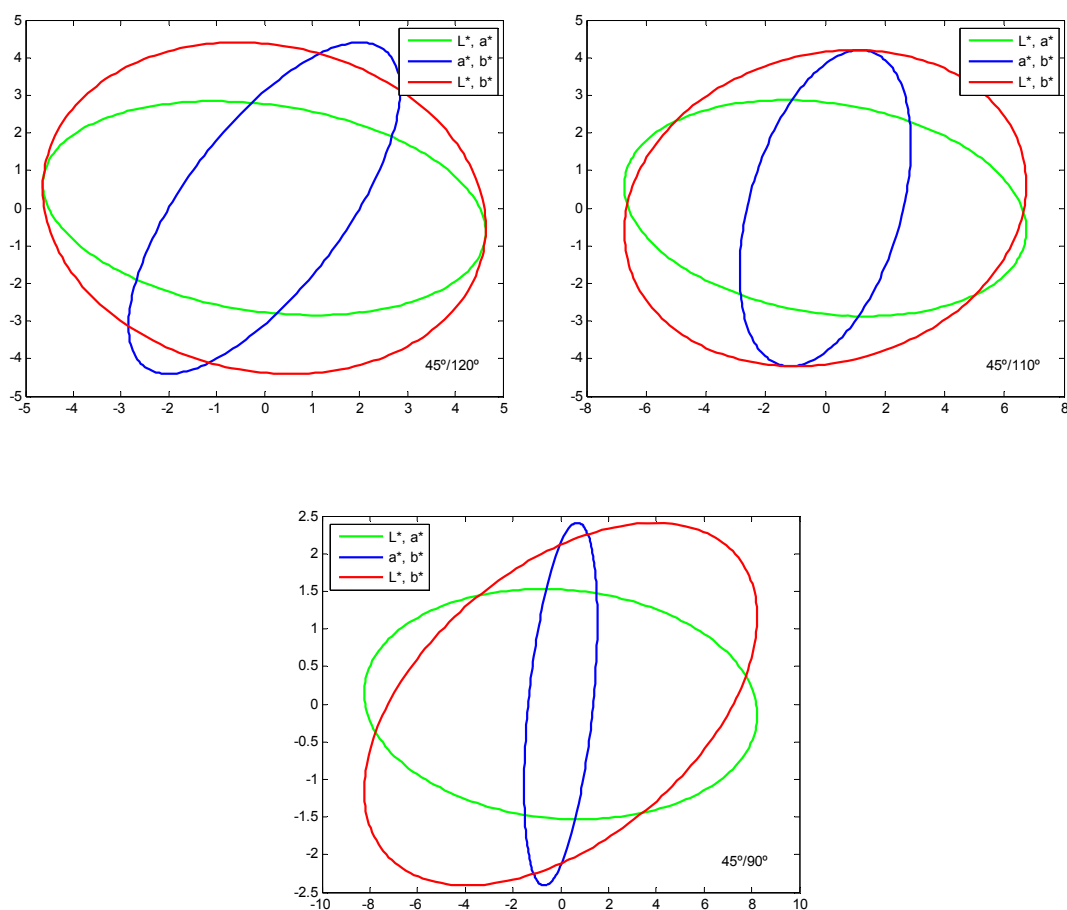 5
4
3
2
1
0
-1
-2
-3
-4
-5
-5 -4 -3 -2 -1 0 1 2 3 4 5
L*, a*
a*, b*
L*, b*
45º/120º
5
4
3
2
1
0
-1
-2
-3
-4
-5
-8 -6 -4 -2 0 2 4 6 8
L*, a*
a*, b*
L*, b*
45º/110º
2.5
2
1.5
1
0.5
0
-0.5
-1
-1.5
-2
-2.5
-10 -8 -6 -4 -2 0 2 4 6 8 10
L*, a*
a*, b*
L*, b*
45º/90º